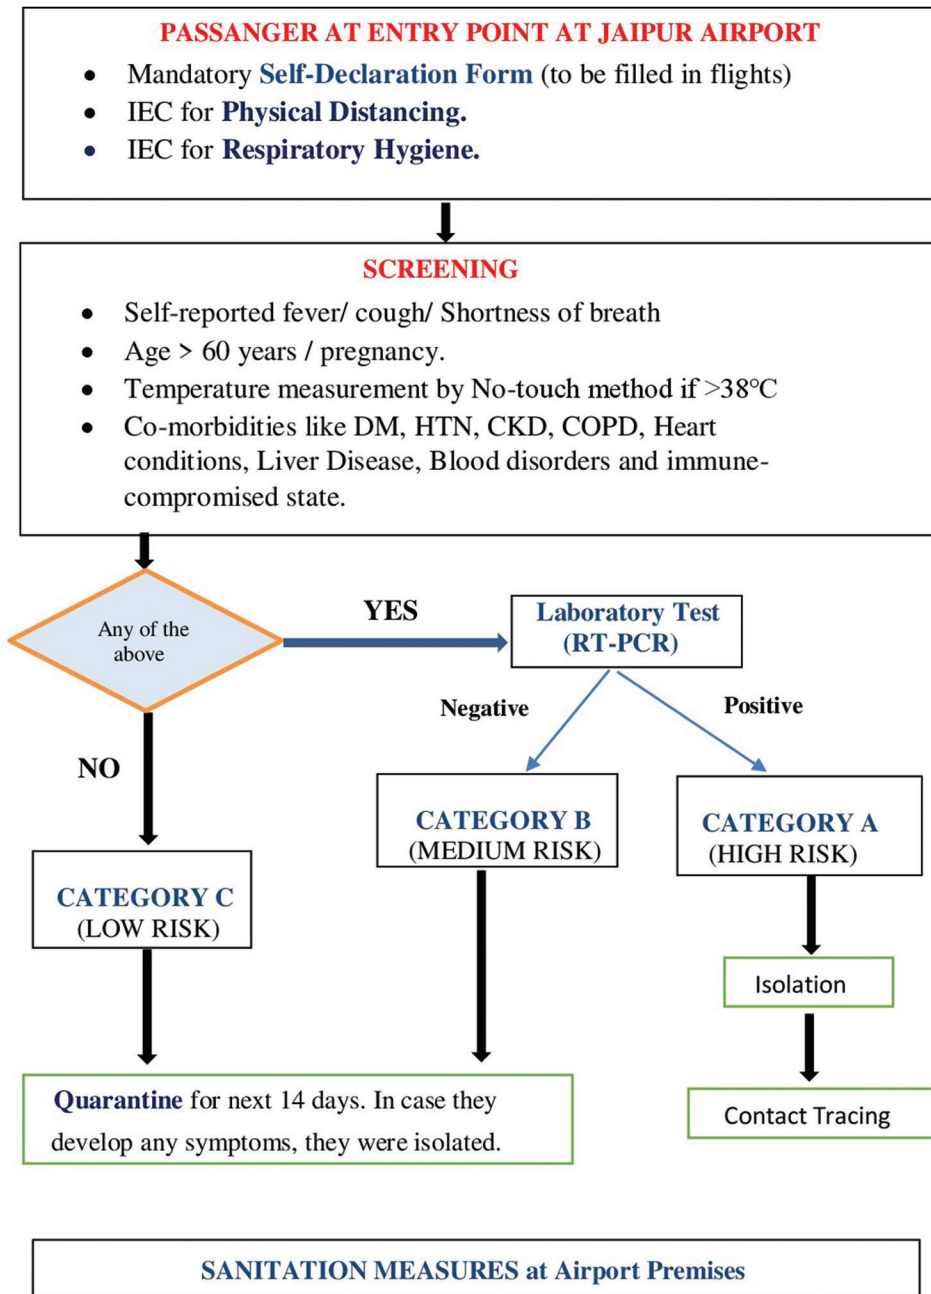 PASSANGER AT ENTRY POINT AT JAIPUR AIRPORT
• Mandatory Self-Declaration Form (to be filled in flights)
• IEC for Physical Distancing.
• IEC for Respiratory Hygiene.
SCREENING
• Self-reported fever/ cough/ Shortness of breath
• Age > 60 years / pregnancy.
• Temperature measurement by No-touch method if >38°C
• Co-morbidities like DM, HTN, CKD, COPD, Heart
conditions, Liver Disease, Blood disorders and immune-
compromised state.
Any of the
above
YES
Laboratory Test
(RT-PCR)
Negative
Positive
NO
CATEGORY B
(MEDIUM RISK)
CATEGORY A
(HIGH RISK)
CATEGORY C
(LOW RISK)
Isolation
Quarantine for next 14 days. In case they
develop any symptoms, they were isolated.
Contact Tracing
SANITATION MEASURES at Airport Premises